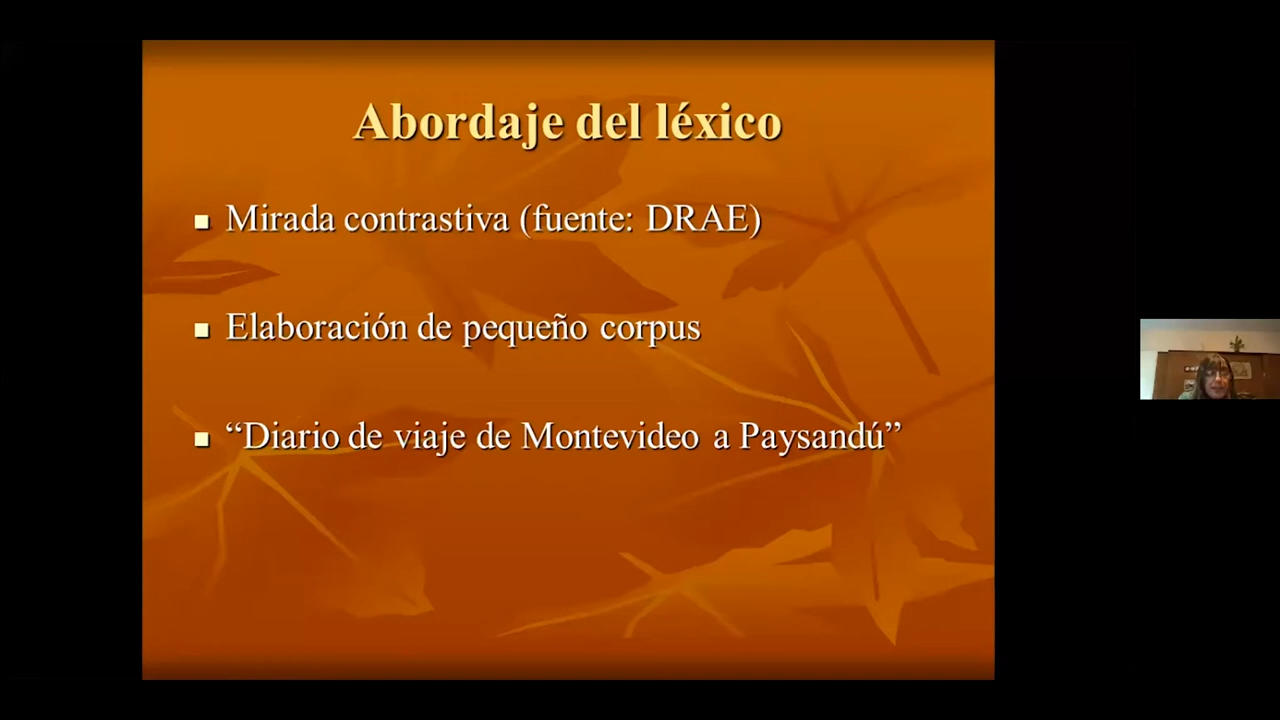 Abordaje del léxico
Mirada contrastiva (fuente: DRAE)
Elaboración de pequeño corpus
“Diario de viaje de Montevideo a Paysandú”